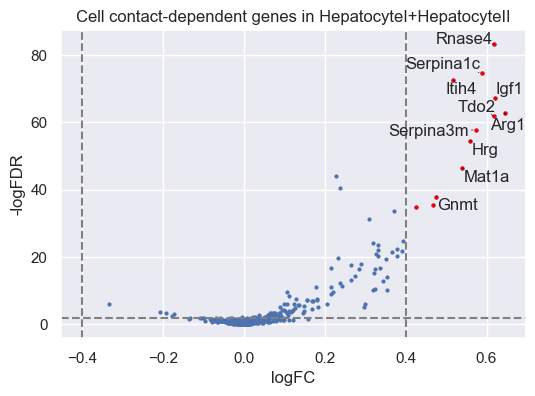 Cell contact-dependent genes in HepatocyteI+HepatocyteII
Rnase4
Serpina1c
Itih4
Igf1
Tdo2
Arg1
Serpina3m
Hrg
Mat1a
Gnmt
80
60
40
20
0
-logFDR
−0.4
−0.2
0.0
0.2
0.4
0.6
logFC